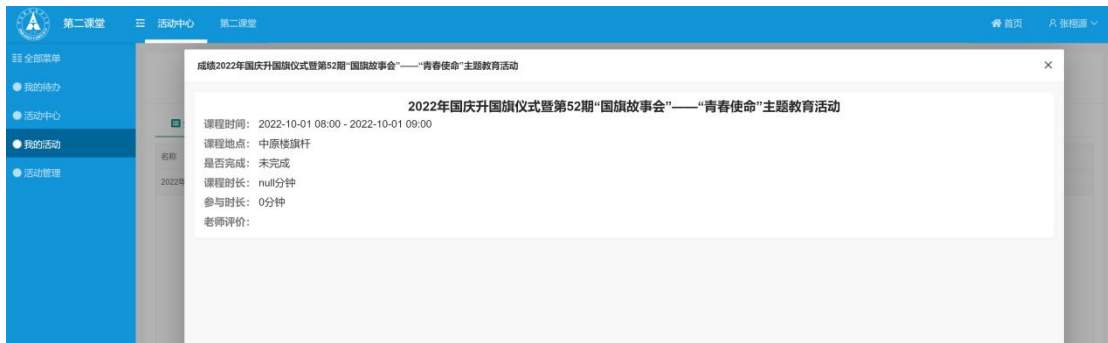 第二课堂
活动中心
第二课堂
首页
张栩源
全部菜单
我的待办
活动中心
我的活动
活动管理
成绩2022年国庆升国旗仪式暨第52期“国旗故事会”——“青春使命”主题教育活动
2022年国庆升国旗仪式暨第52期“国旗故事会”——“青春使命”主题教育活动
课程时间： 2022-10-01 08:00 - 2022-10-01 09:00
课程地点： 中原楼旗杆
是否完成： 未完成
课程时长： null分钟
参与时长： 0分钟
老师评价：
名称
2022年